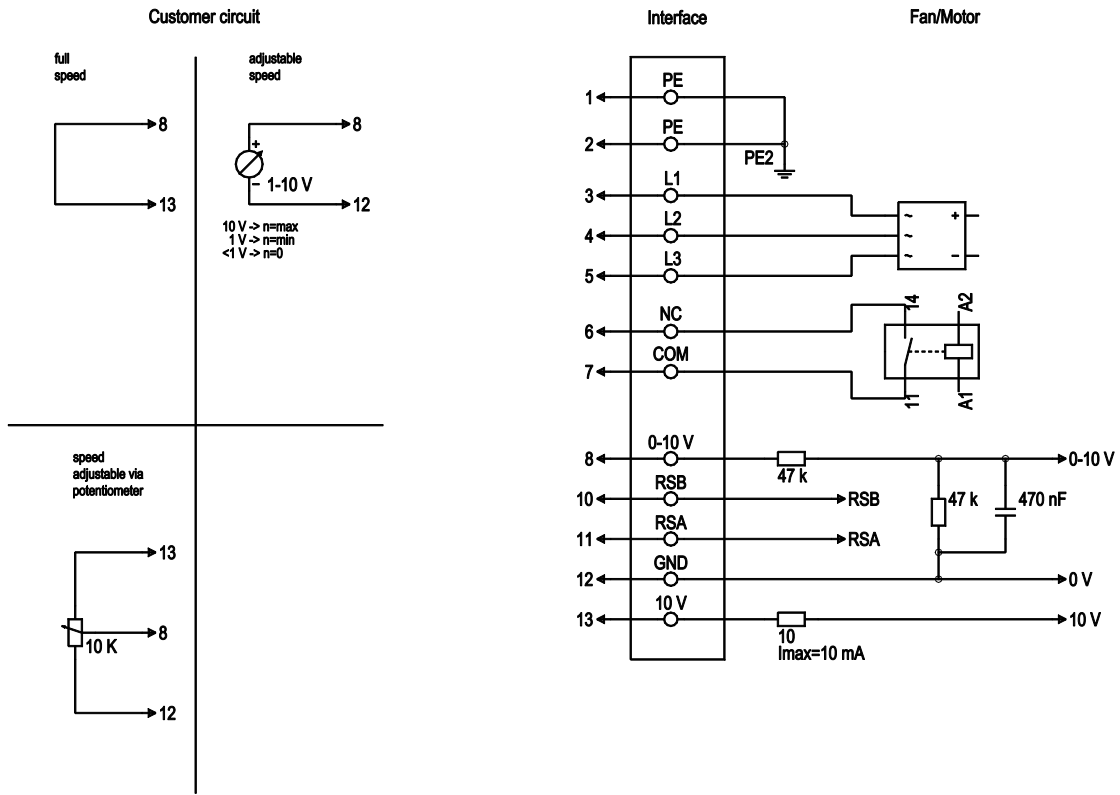 Customer circuit
full
speed
8
13
adjustable
speed
8
+
– 1-10 V
12
10 V -> n=max
1 V -> n=min
<1 V -> n=0
speed
adjustable via
potentiometer
13
8
10 K
12
Interface
Fan/Motor
1 PE
2 PE
PE2
3 L1
4 L2
5 L3
~ +
~
~ –
6 NC
7 COM
14 A2
11 A1
8 0-10 V
47 k
0-10 V
10 RSB
RSB
47 k
470 nF
11 RSA
RSA
12 GND
0 V
13 10 V
10
Imax=10 mA
10 V